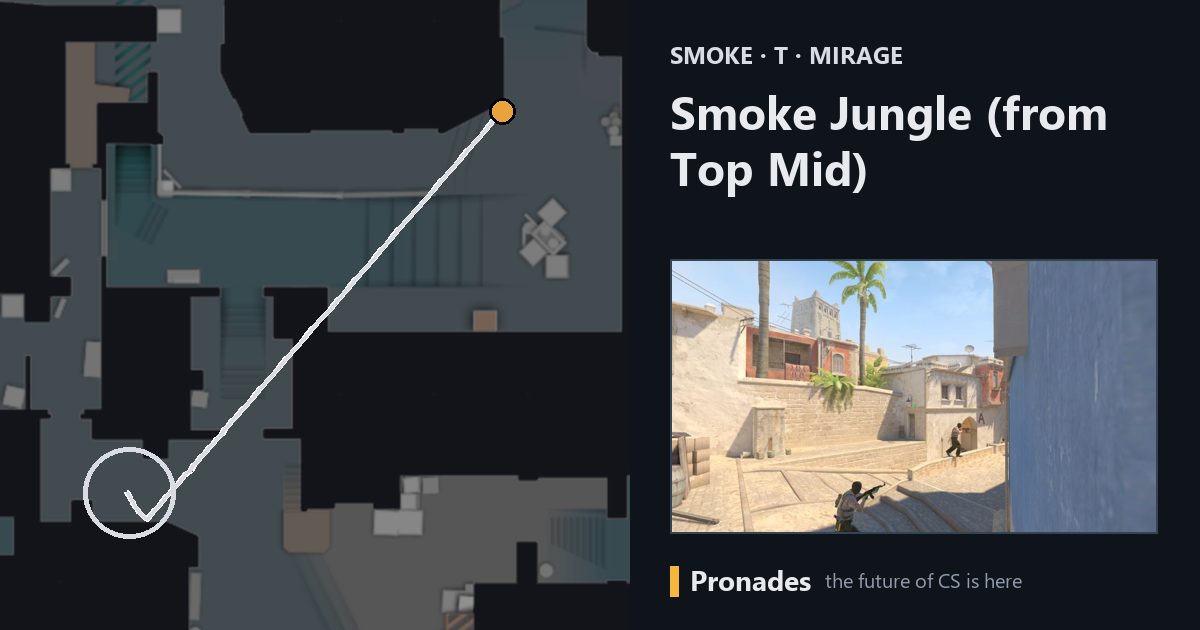 SMOKE · T · MIRAGE
Smoke Jungle (from
Top Mid)
A
Pronades the future of CS is here